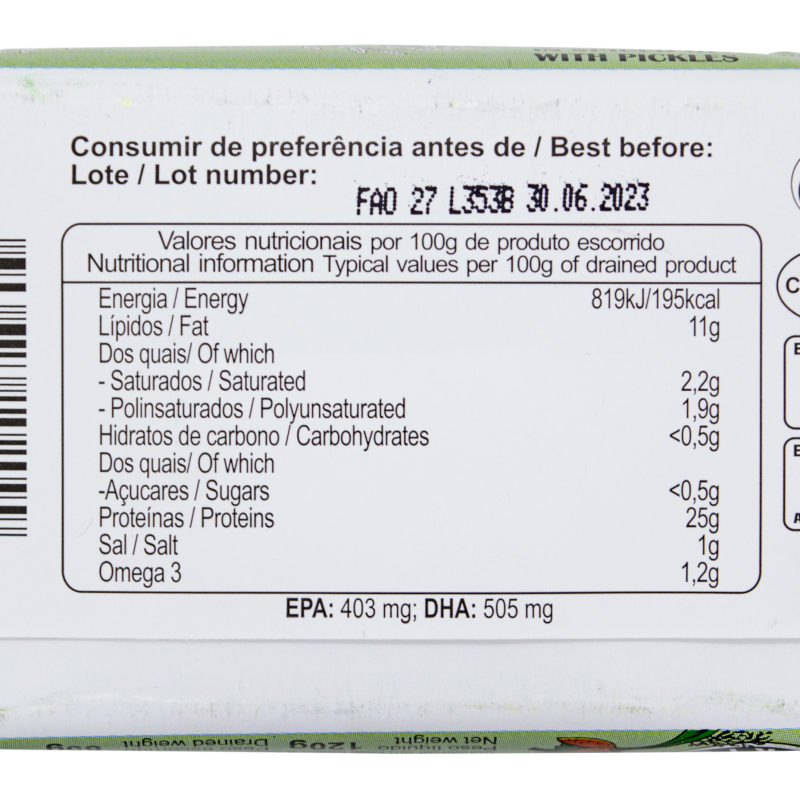 WITH PICKLES
Consumir de preferência antes de / Best before:
Lote / Lot number:
FAO 27 L353B 30.06.2023
Valores nutricionais por 100g de produto escorrido
Nutritional information Typical values per 100g of drained product
Energia / Energy 819kJ/195kcal
Lípidos / Fat 11g
Dos quais/ Of which
- Saturados / Saturated 2,2g
- Polinsaturados / Polyunsaturated 1,9g
Hidratos de carbono / Carbohydrates <0,5g
Dos quais/ Of which
-Açucares / Sugars <0,5g
Proteínas / Proteins 25g
Sal / Salt 1g
Omega 3 1,2g
EPA: 403 mg; DHA: 505 mg
Net weight
Peso líquido 120g
Drained weight